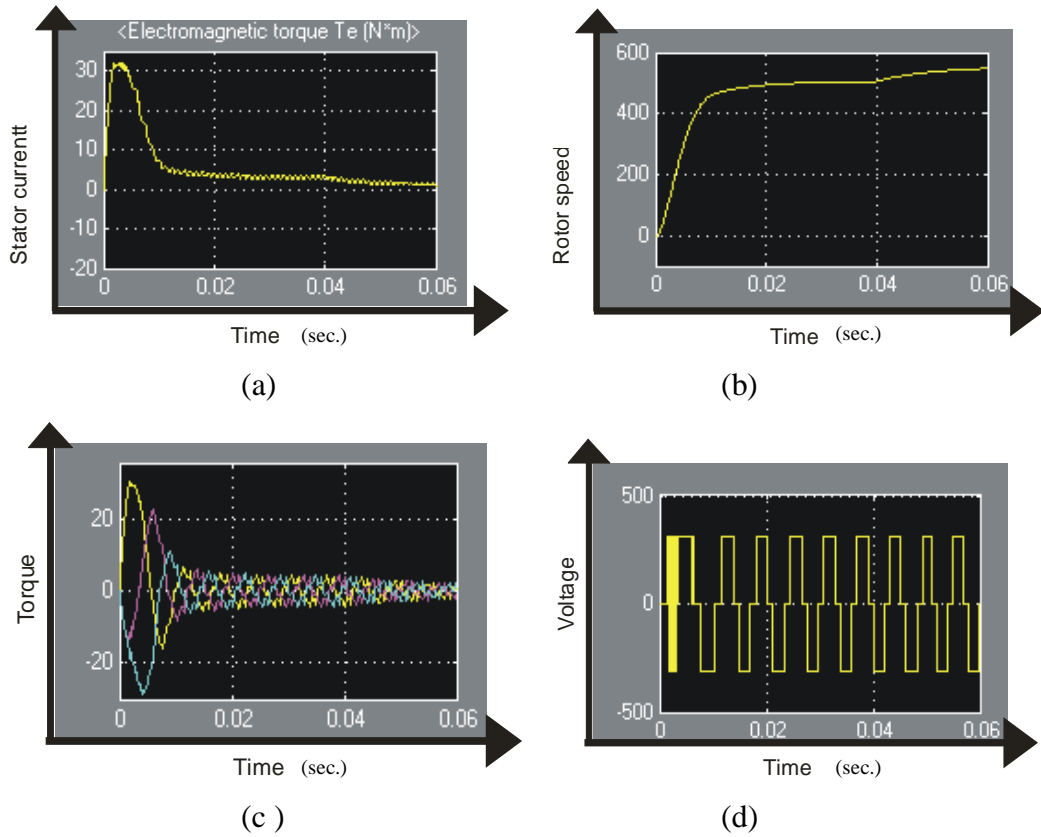 <Electromagnetic torque Te (N*m)>
30
20
10
0
-10
-20
0 0.02 0.04 0.06
Stator currentt
Time (sec.)
(a)
600
400
200
0
0 0.02 0.04 0.06
Rotor speed
Time (sec.)
(b)
20
0
-20
0 0.02 0.04 0.06
Torque
Time (sec.)
(c )
500
0
-500
0 0.02 0.04 0.06
Voltage
Time (sec.)
(d)